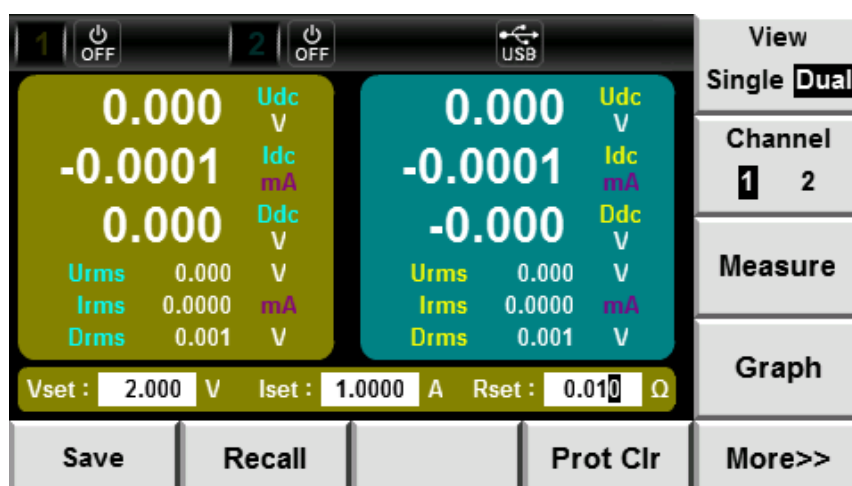 1 OFF 2 OFF USB
View
Single Dual
Channel
1 2
Measure
Graph
More>>
0.000 Udc V
-0.0001 Idc mA
0.000 Ddc V
Urms 0.000 V
Irms 0.0000 mA
Drms 0.001 V
0.000 Udc V
-0.0001 Idc mA
-0.000 Ddc V
Urms 0.000 V
Irms 0.0000 mA
Drms 0.001 V
Vset : 2.000 V Iset : 1.0000 A Rset : 0.010 Ω
Save Recall Prot Clr